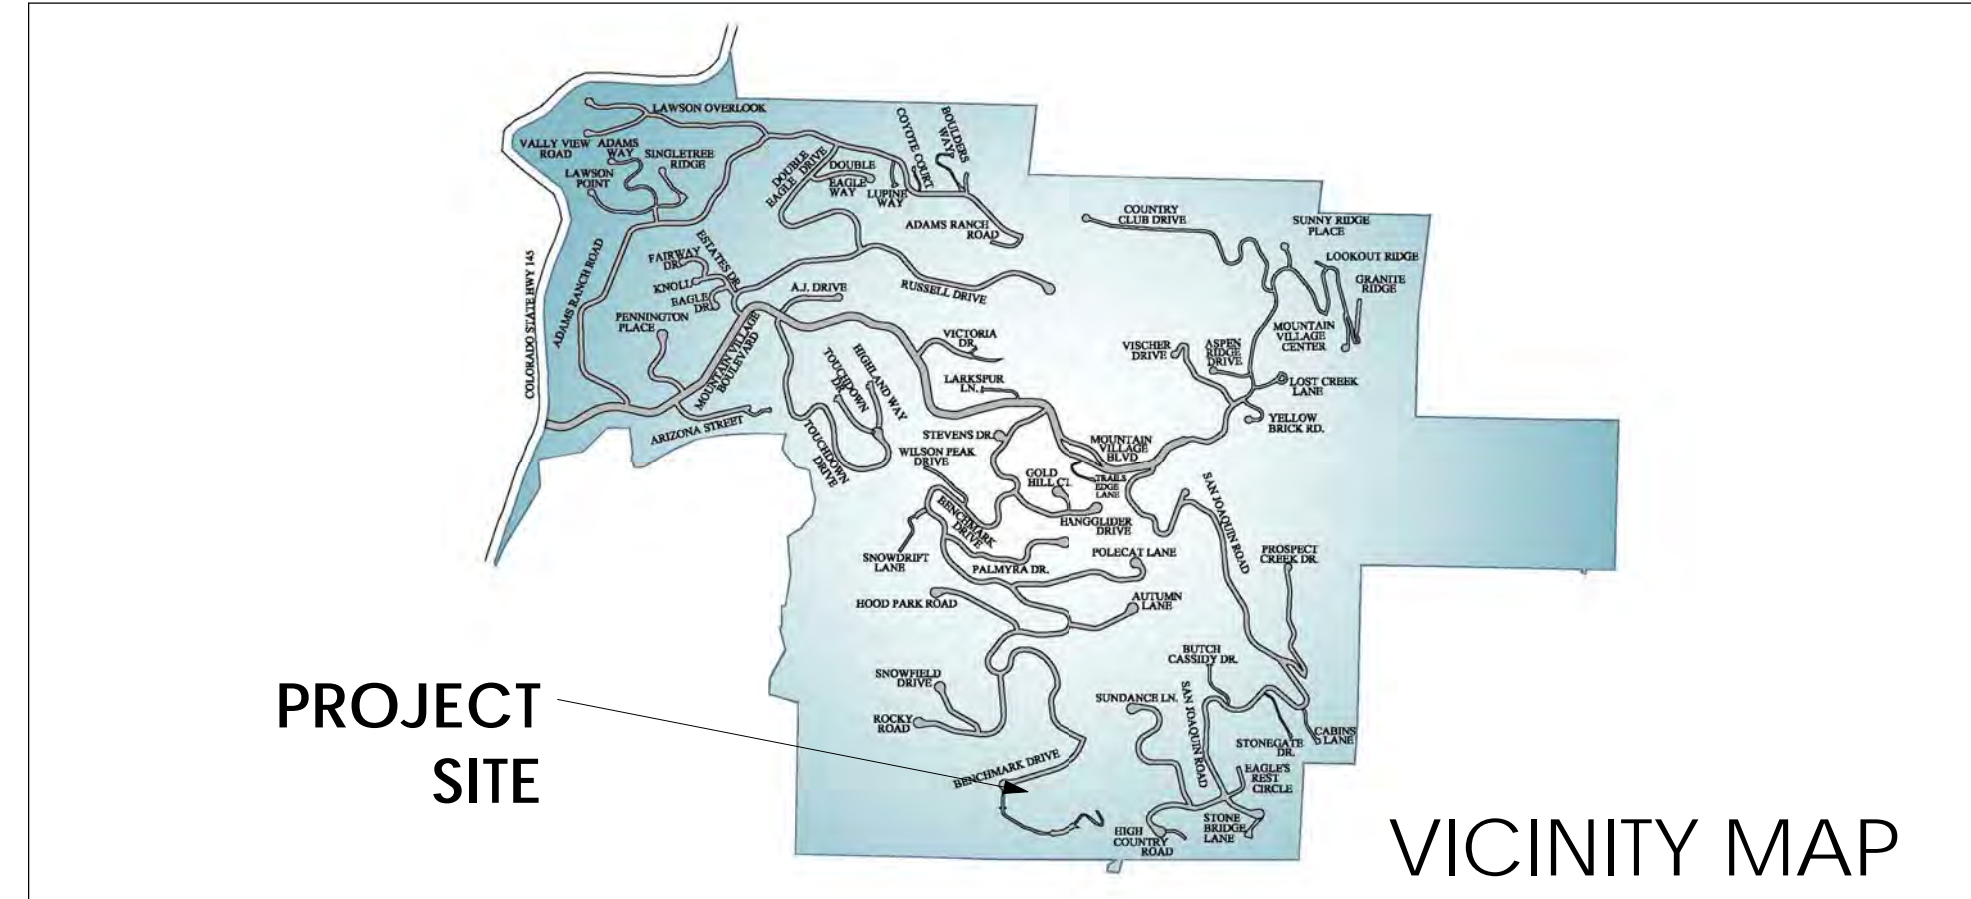 LAWSON OVERLOOK
VALLY VIEW
ROAD
ADAMS
WAY
SINGLETREE
RIDGE
LAWSON
POINT
DOUBLE
EAGLE DRIVE
DOUBLE
EAGLE
WAY
LUPINE
WAY
COYOTE COURT
BOULDERS
WAY
ADAMS RANCH
ROAD
COUNTRY
CLUB DRIVE
SUNNY RIDGE
PLACE
LOOKOUT RIDGE
GRANITE
RIDGE
COLORADO STATE HWY 145
ADAMS RANCH ROAD
ESTATES DR.
FAIRWAY
DR.
KNOLL
EAGLE
DR.
PENNINGTON
PLACE
A.J. DRIVE
RUSSELL DRIVE
MOUNTAIN VILLAGE
BOULEVARD
ARIZONA STREET
VICTORIA
DR.
LARKSPUR
LN.
HIGHLAND WAY
TOUCHDOWN
DR.
TOUCHDOWN
DRIVE
VISCHER
DRIVE
ASPEN
RIDGE
DRIVE
MOUNTAIN
VILLAGE
CENTER
LOST CREEK
LANE
YELLOW
BRICK RD.
STEVENS DR.
WILSON PEAK
DRIVE
MOUNTAIN
VILLAGE
BLVD
GOLD
HILL CT.
TRAILS
EDGE
LANE
BENCHMARK
DRIVE
HANGGLIDER
DRIVE
SAN JOAQUIN ROAD
SNOWDRIFT
LANE
PALMYRA DR.
POLECAT LANE
PROSPECT
CREEK DR.
HOOD PARK ROAD
AUTUMN
LANE
BUTCH
CASSIDY DR.
SNOWFIELD
DRIVE
ROCKY
ROAD
SUNDANCE LN.
SAN JOAQUIN ROAD
CABINS
LANE
STONEGATE
DR.
BENCHMARK DRIVE
EAGLE'S
REST
CIRCLE
HIGH
COUNTRY
ROAD
STONE
BRIDGE
LANE
PROJECT
SITE
VICINITY MAP